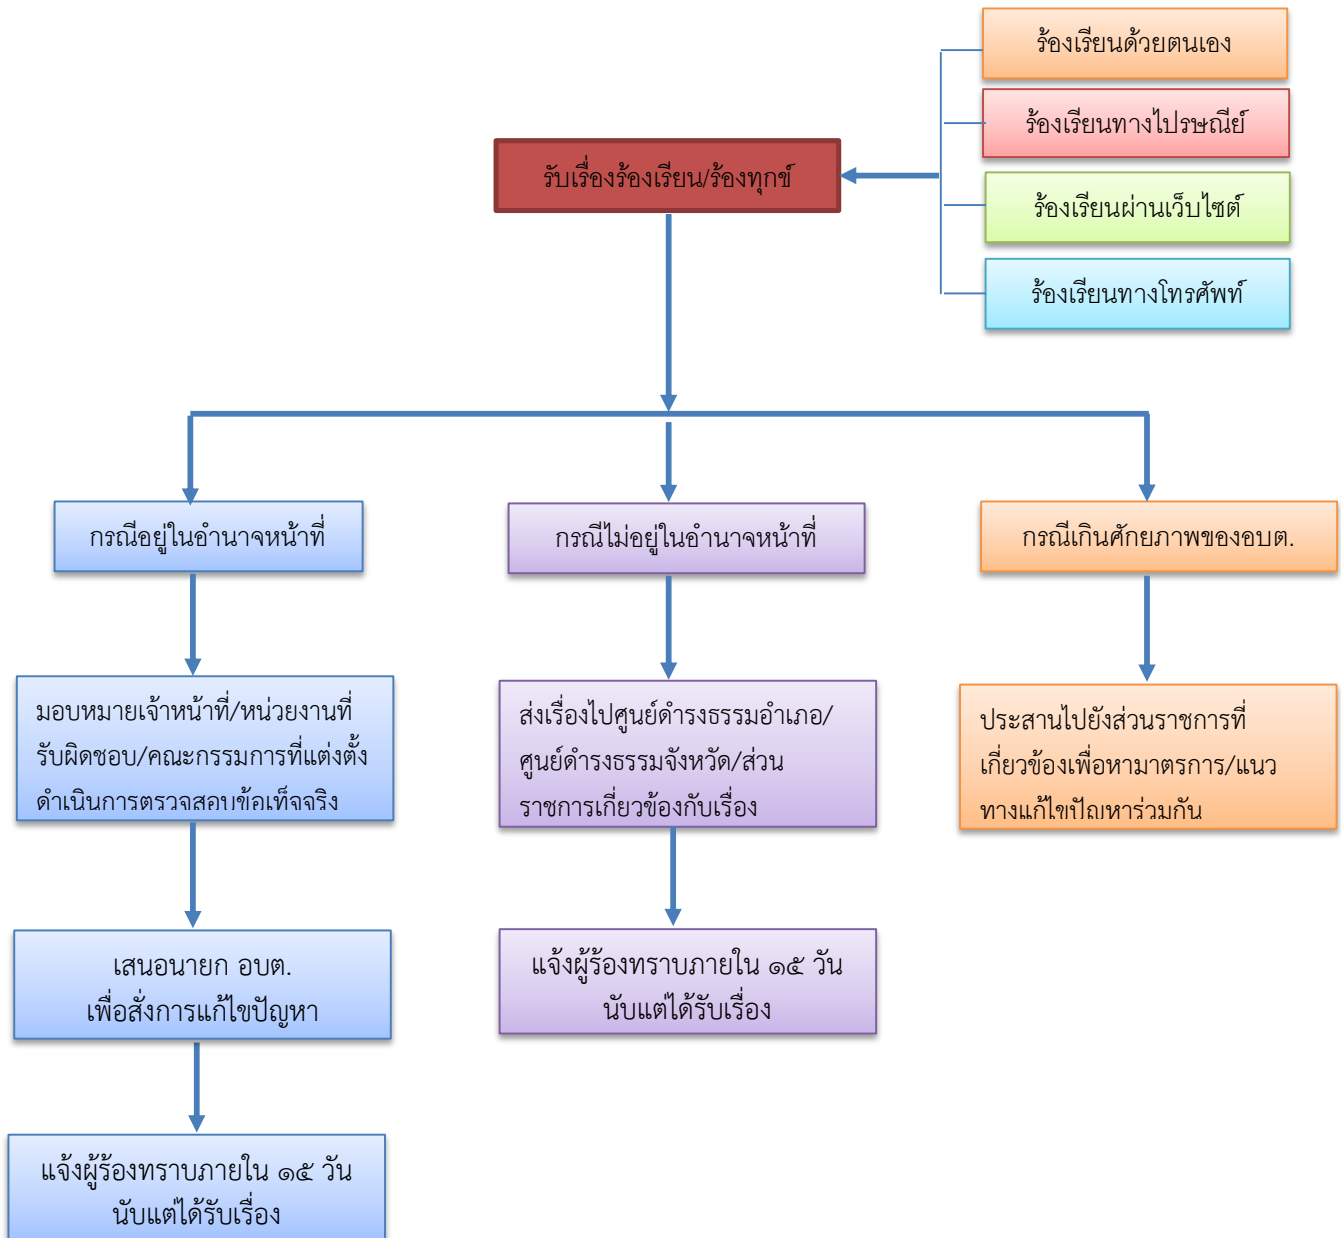 ร้องเรียนด้วยตนเอง
ร้องเรียนทางไปรษณีย์
รับเรื่องร้องเรียน/ร้องทุกข์
ร้องเรียนผ่านเว็บไซต์
ร้องเรียนทางโทรศัพท์
กรณีอยู่ในอำนาจหน้าที่
กรณีไม่อยู่ในอำนาจหน้าที่
กรณีเกินศักยภาพของอบต.
มอบหมายเจ้าหน้าที่/หน่วยงานที่
รับผิดชอบ/คณะกรรมการที่แต่งตั้ง
ดำเนินการตรวจสอบข้อเท็จจริง
ส่งเรื่องไปศูนย์ดำรงธรรมอำเภอ/
ศูนย์ดำรงธรรมจังหวัด/ส่วน
ราชการเกี่ยวข้องกับเรื่อง
ประสานไปยังส่วนราชการที่
เกี่ยวข้องเพื่อหามาตรการ/แนว
ทางแก้ไขปัญหาร่วมกัน
เสนอนายก อบต.
เพื่อสั่งการแก้ไขปัญหา
แจ้งผู้ร้องทราบภายใน ๑๕ วัน
นับแต่ได้รับเรื่อง
แจ้งผู้ร้องทราบภายใน ๑๕ วัน
นับแต่ได้รับเรื่อง